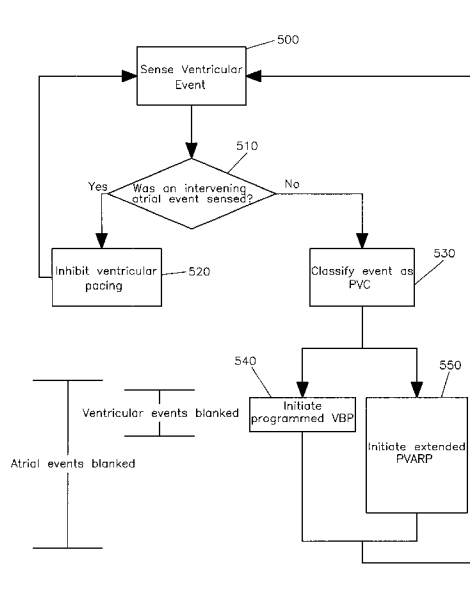 500
Sense Ventricular
Event
510
Yes
Was an intervening
atrial event sensed?
No
Inhibit ventricular
pacing
520
Classify event as
PVC
530
540
Initiate
programmed VBP
550
Initiate extended
PVARP
Ventricular events blanked
Atrial events blanked